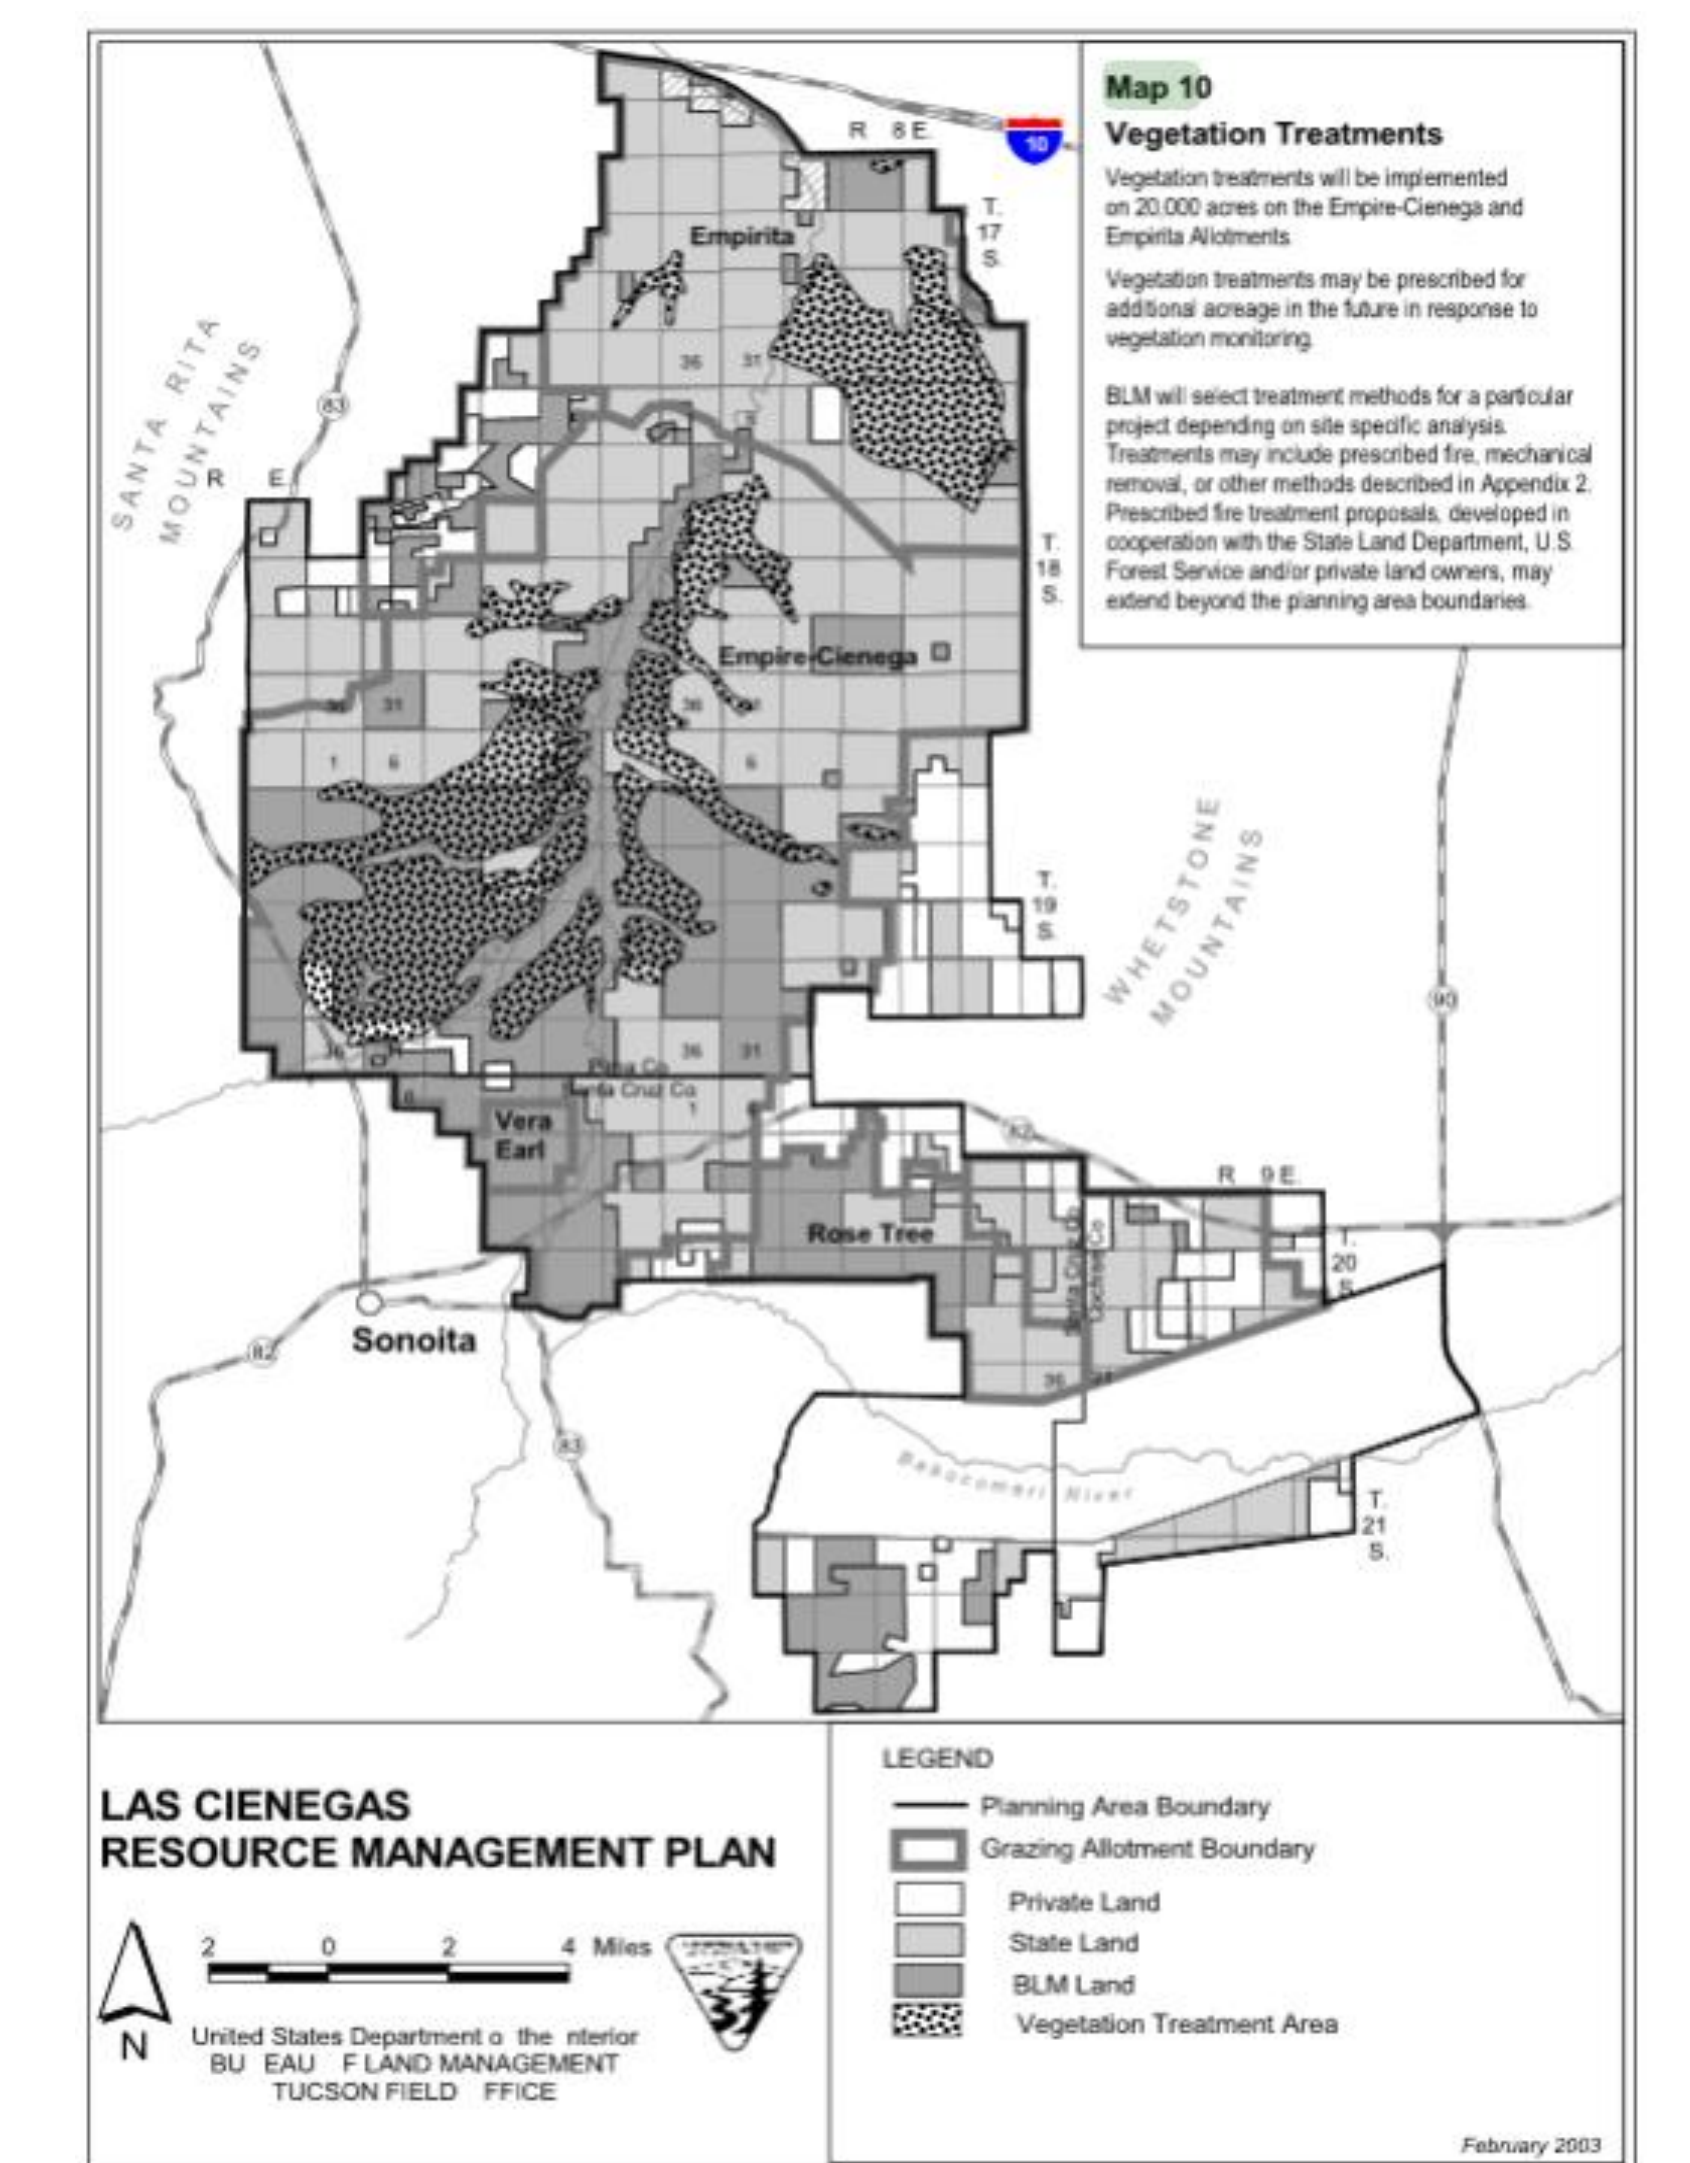 Map 10
Vegetation Treatments
Vegetation treatments will be implemented
on 20,000 acres on the Empire-Cienega and
Empirita Allotments
Vegetation treatments may be prescribed for
additional acreage in the future in response to
vegetation monitoring.
BLM will select treatment methods for a particular
project depending on site specific analysis.
Treatments may include prescribed fire, mechanical
removal, or other methods described in Appendix 2.
Prescribed fire treatment proposals, developed in
cooperation with the State Land Department, U.S.
Forest Service and/or private land owners, may
extend beyond the planning area boundaries.
10
R 8 E.
T.
17
S.
Empirita
36 31
SANTA RITA
MOUNTAINS
83
R E.
T.
18
S.
Empire-Cienega
31
36
1 6
6
WHETSTONE
MOUNTAINS
T.
19
S.
90
36 31
Pima Co
Santa Cruz Co
6
1
Vera
Earl
82
R 9 E.
Rose Tree
Santa Cruz Co
Cochise Co
T.
20
S
Sonoita
82
36
83
Babocomari River
T.
21
S.
LAS CIENEGAS
RESOURCE MANAGEMENT PLAN
2 0 2 4 Miles
N
United States Department o the nterior
BU EAU F LAND MANAGEMENT
TUCSON FIELD FFICE
LEGEND
Planning Area Boundary
Grazing Allotment Boundary
Private Land
State Land
BLM Land
Vegetation Treatment Area
February 2003